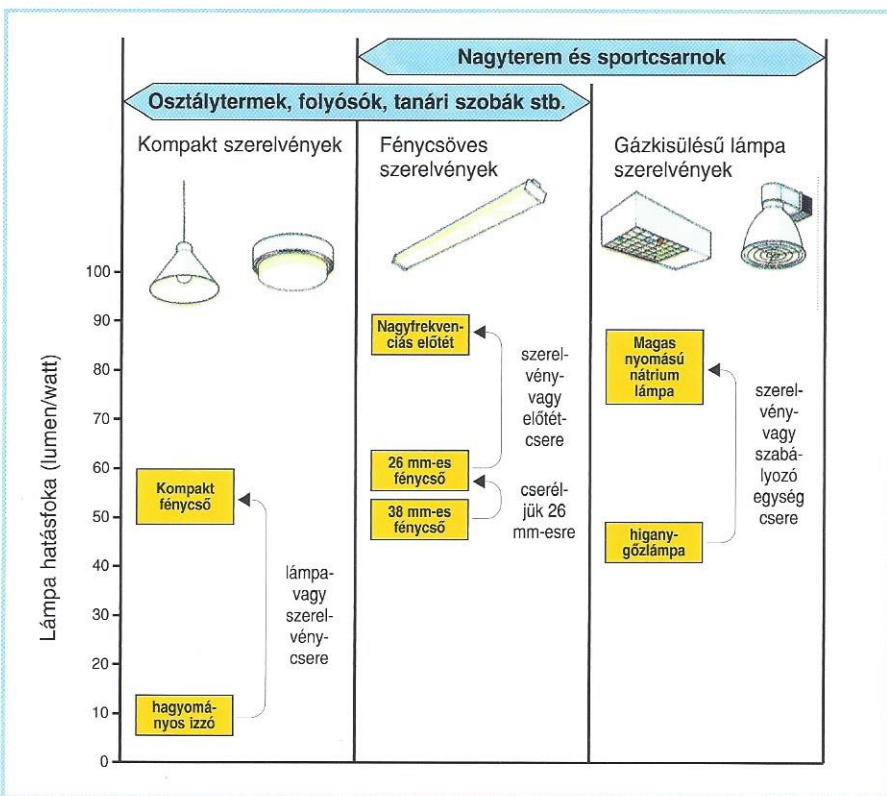 Nagyterem és sportcsarnok
Osztálytermek, folyósók, tanári szobák stb.
Kompakt szerelvények
Fénycsöves
szerelvények
Gázkisülésű lámpa
szerelvények
Lámpa hatásfoka (lumen/watt)
100
90
80
70
60
50
40
30
20
10
0
Kompakt
fénycső
hagyomá-
nyos izzó
lámpa-
vagy
szerel-
vény-
csere
Nagyfrekven-
ciás előtét
26 mm-es
fénycső
38 mm-es
fénycső
szerel-
vény-
vagy
előtét-
csere
cserél-
jük 26
mm-esre
Magas
nyomású
nátrium
lámpa
higany-
gőzlámpa
szerel-
vény-
vagy
szabá-
lyozó
egység
csere